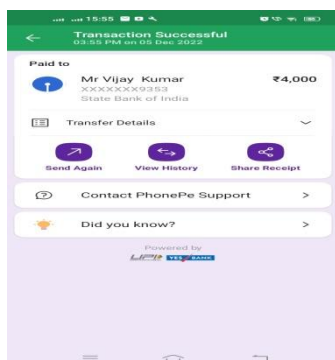 15:55
Transaction Successful
03:55 PM on 05 Dec 2022
Paid to
Mr Vijay Kumar ₹4,000
XXXXXXX9353
State Bank of India
Transfer Details
Send Again View History Share Receipt
Contact PhonePe Support
Did you know?
Powered by
UPI YES BANK